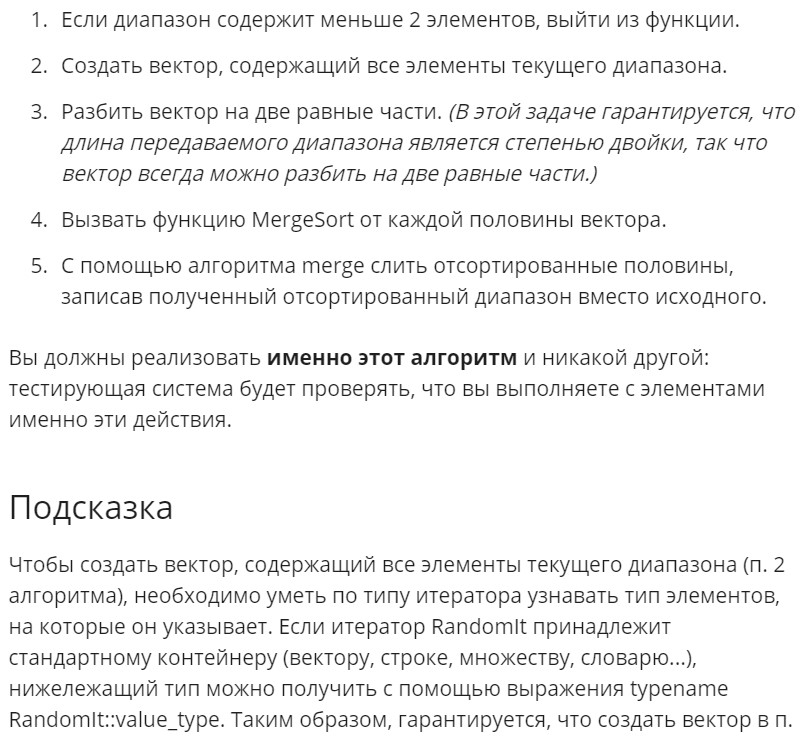 1. Если диапазон содержит меньше 2 элементов, выйти из функции.
2. Создать вектор, содержащий все элементы текущего диапазона.
3. Разбить вектор на две равные части. (В этой задаче гарантируется, что
длина передаваемого диапазона является степенью двойки, так что
вектор всегда можно разбить на две равные части.)
4. Вызвать функцию MergeSort от каждой половины вектора.
5. С помощью алгоритма merge слить отсортированные половины,
записав полученный отсортированный диапазон вместо исходного.
Вы должны реализовать именно этот алгоритм и никакой другой:
тестирующая система будет проверять, что вы выполняете с элементами
именно эти действия.
Подсказка
Чтобы создать вектор, содержащий все элементы текущего диапазона (п. 2
алгоритма), необходимо уметь по типу итератора узнавать тип элементов,
на которые он указывает. Если итератор RandomIt принадлежит
стандартному контейнеру (вектору, строке, множеству, словарю...),
нижележащий тип можно получить с помощью выражения typename
RandomIt::value_type. Таким образом, гарантируется, что создать вектор в п.